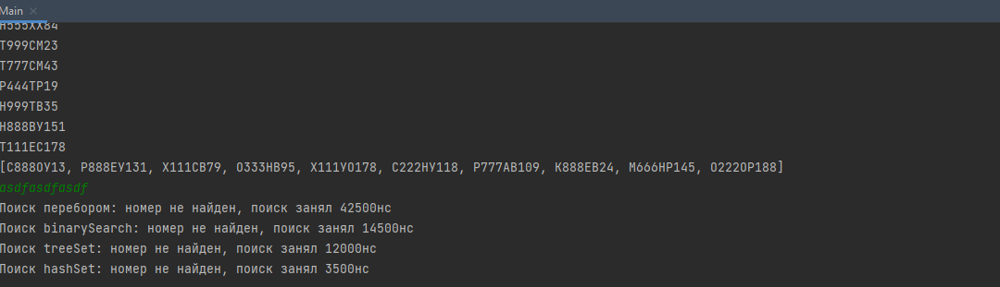 Main
H555XX84
T999CM23
T777CM43
P444TP19
H999TB35
H888BY151
T111EC178
[C888OY13, P888EY131, X111CB79, O333HB95, X111YO178, C222HY118, P777AB109, K888EB24, M666HP145, O222OP188]
asdfasdfasdf
Поиск перебором: номер не найден, поиск занял 42500нс
Поиск binarySearch: номер не найден, поиск занял 14500нс
Поиск treeSet: номер не найден, поиск занял 12000нс
Поиск hashSet: номер не найден, поиск занял 3500нс